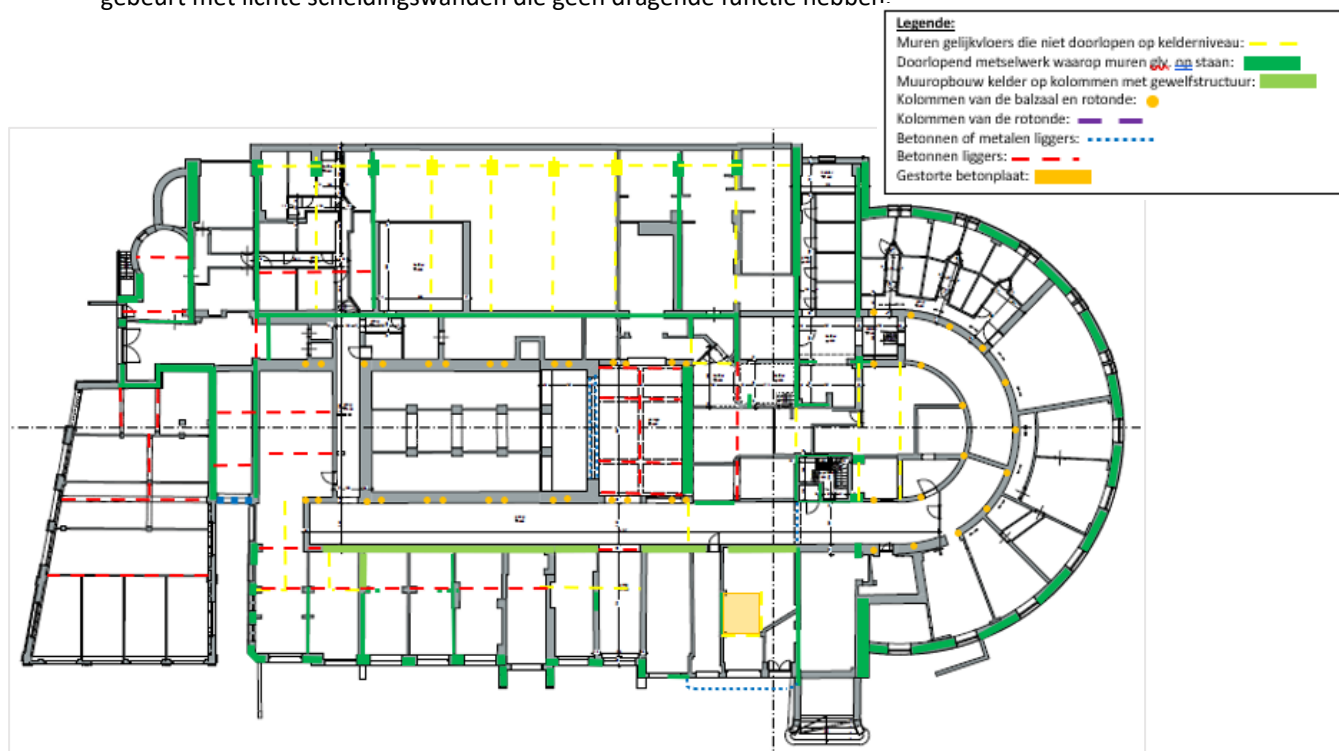 gebeurt met lichte scheidingswanden die geen dragende functie hebben.
Legende:
Muren gelijkvloers die niet doorlopen op kelderniveau:
Doorlopend metselwerk waarop muren glv. op staan:
Muuropbouw kelder op kolommen met gewelfstructuur:
Kolommen van de balzaal en rotonde:
Kolommen van de rotonde:
Betonnen of metalen liggers:
Betonnen liggers:
Gestorte betonplaat: